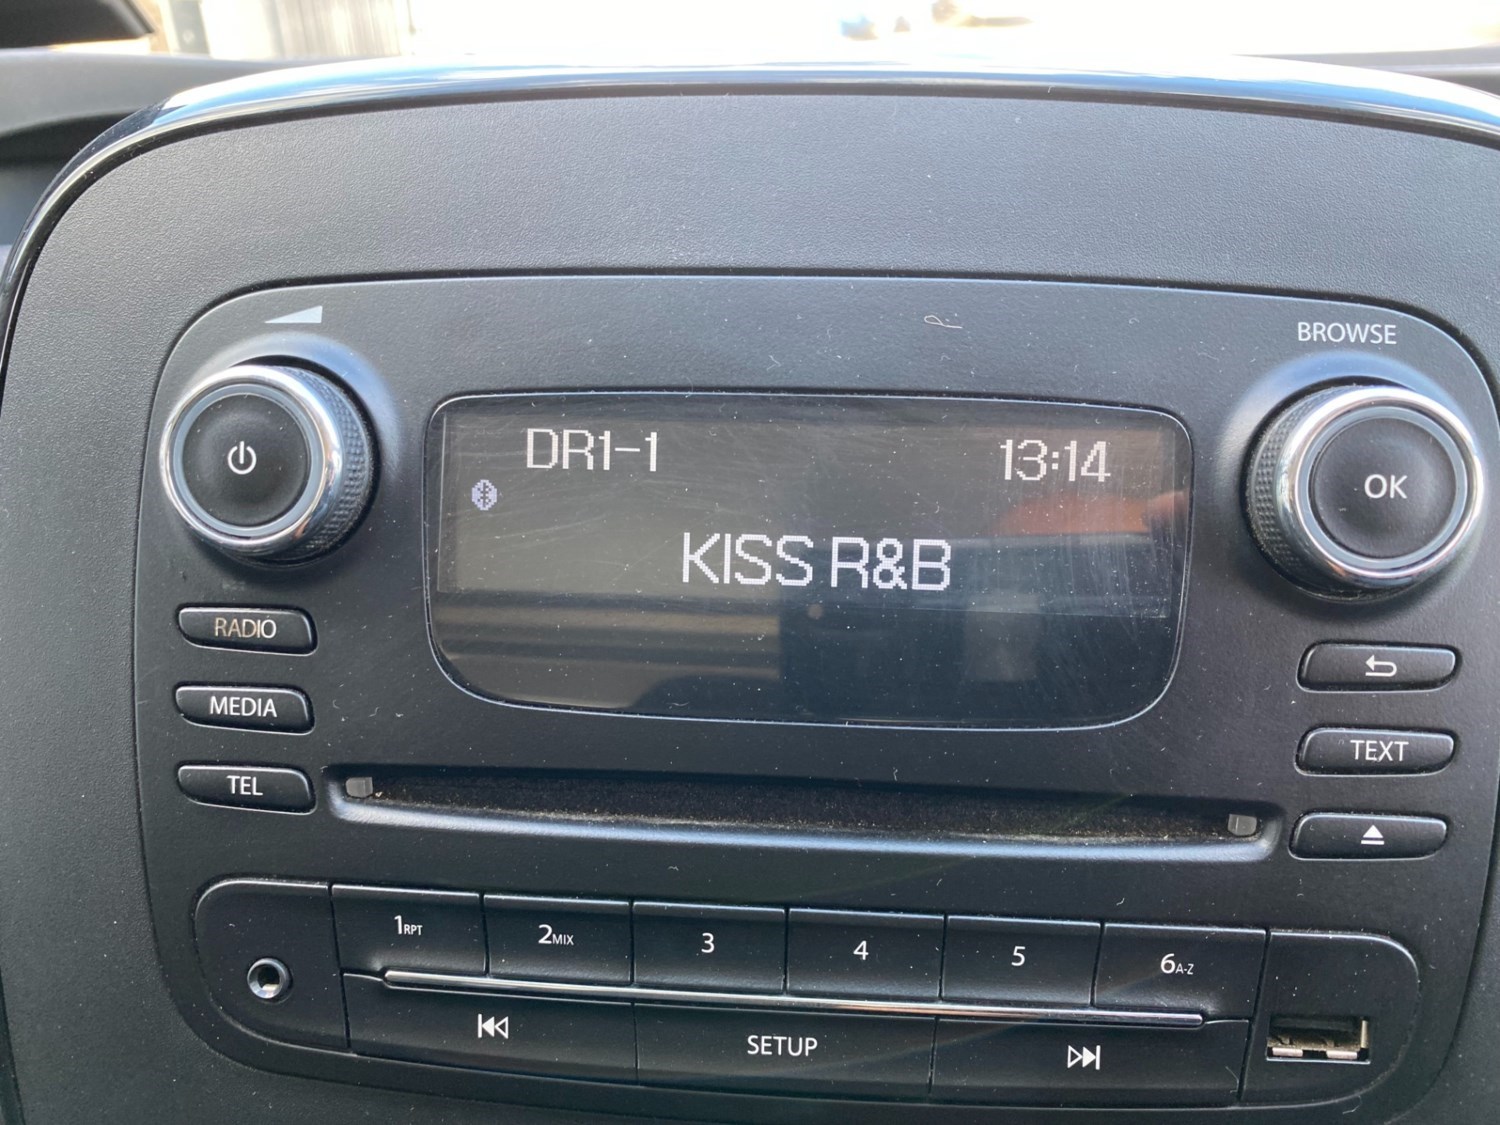 BROWSE
DR1-1
13:14
KISS R&B
OK
RADIO
MEDIA
TEL
TEXT
1RPT
2MIX
3
4
5
6A-Z
SETUP